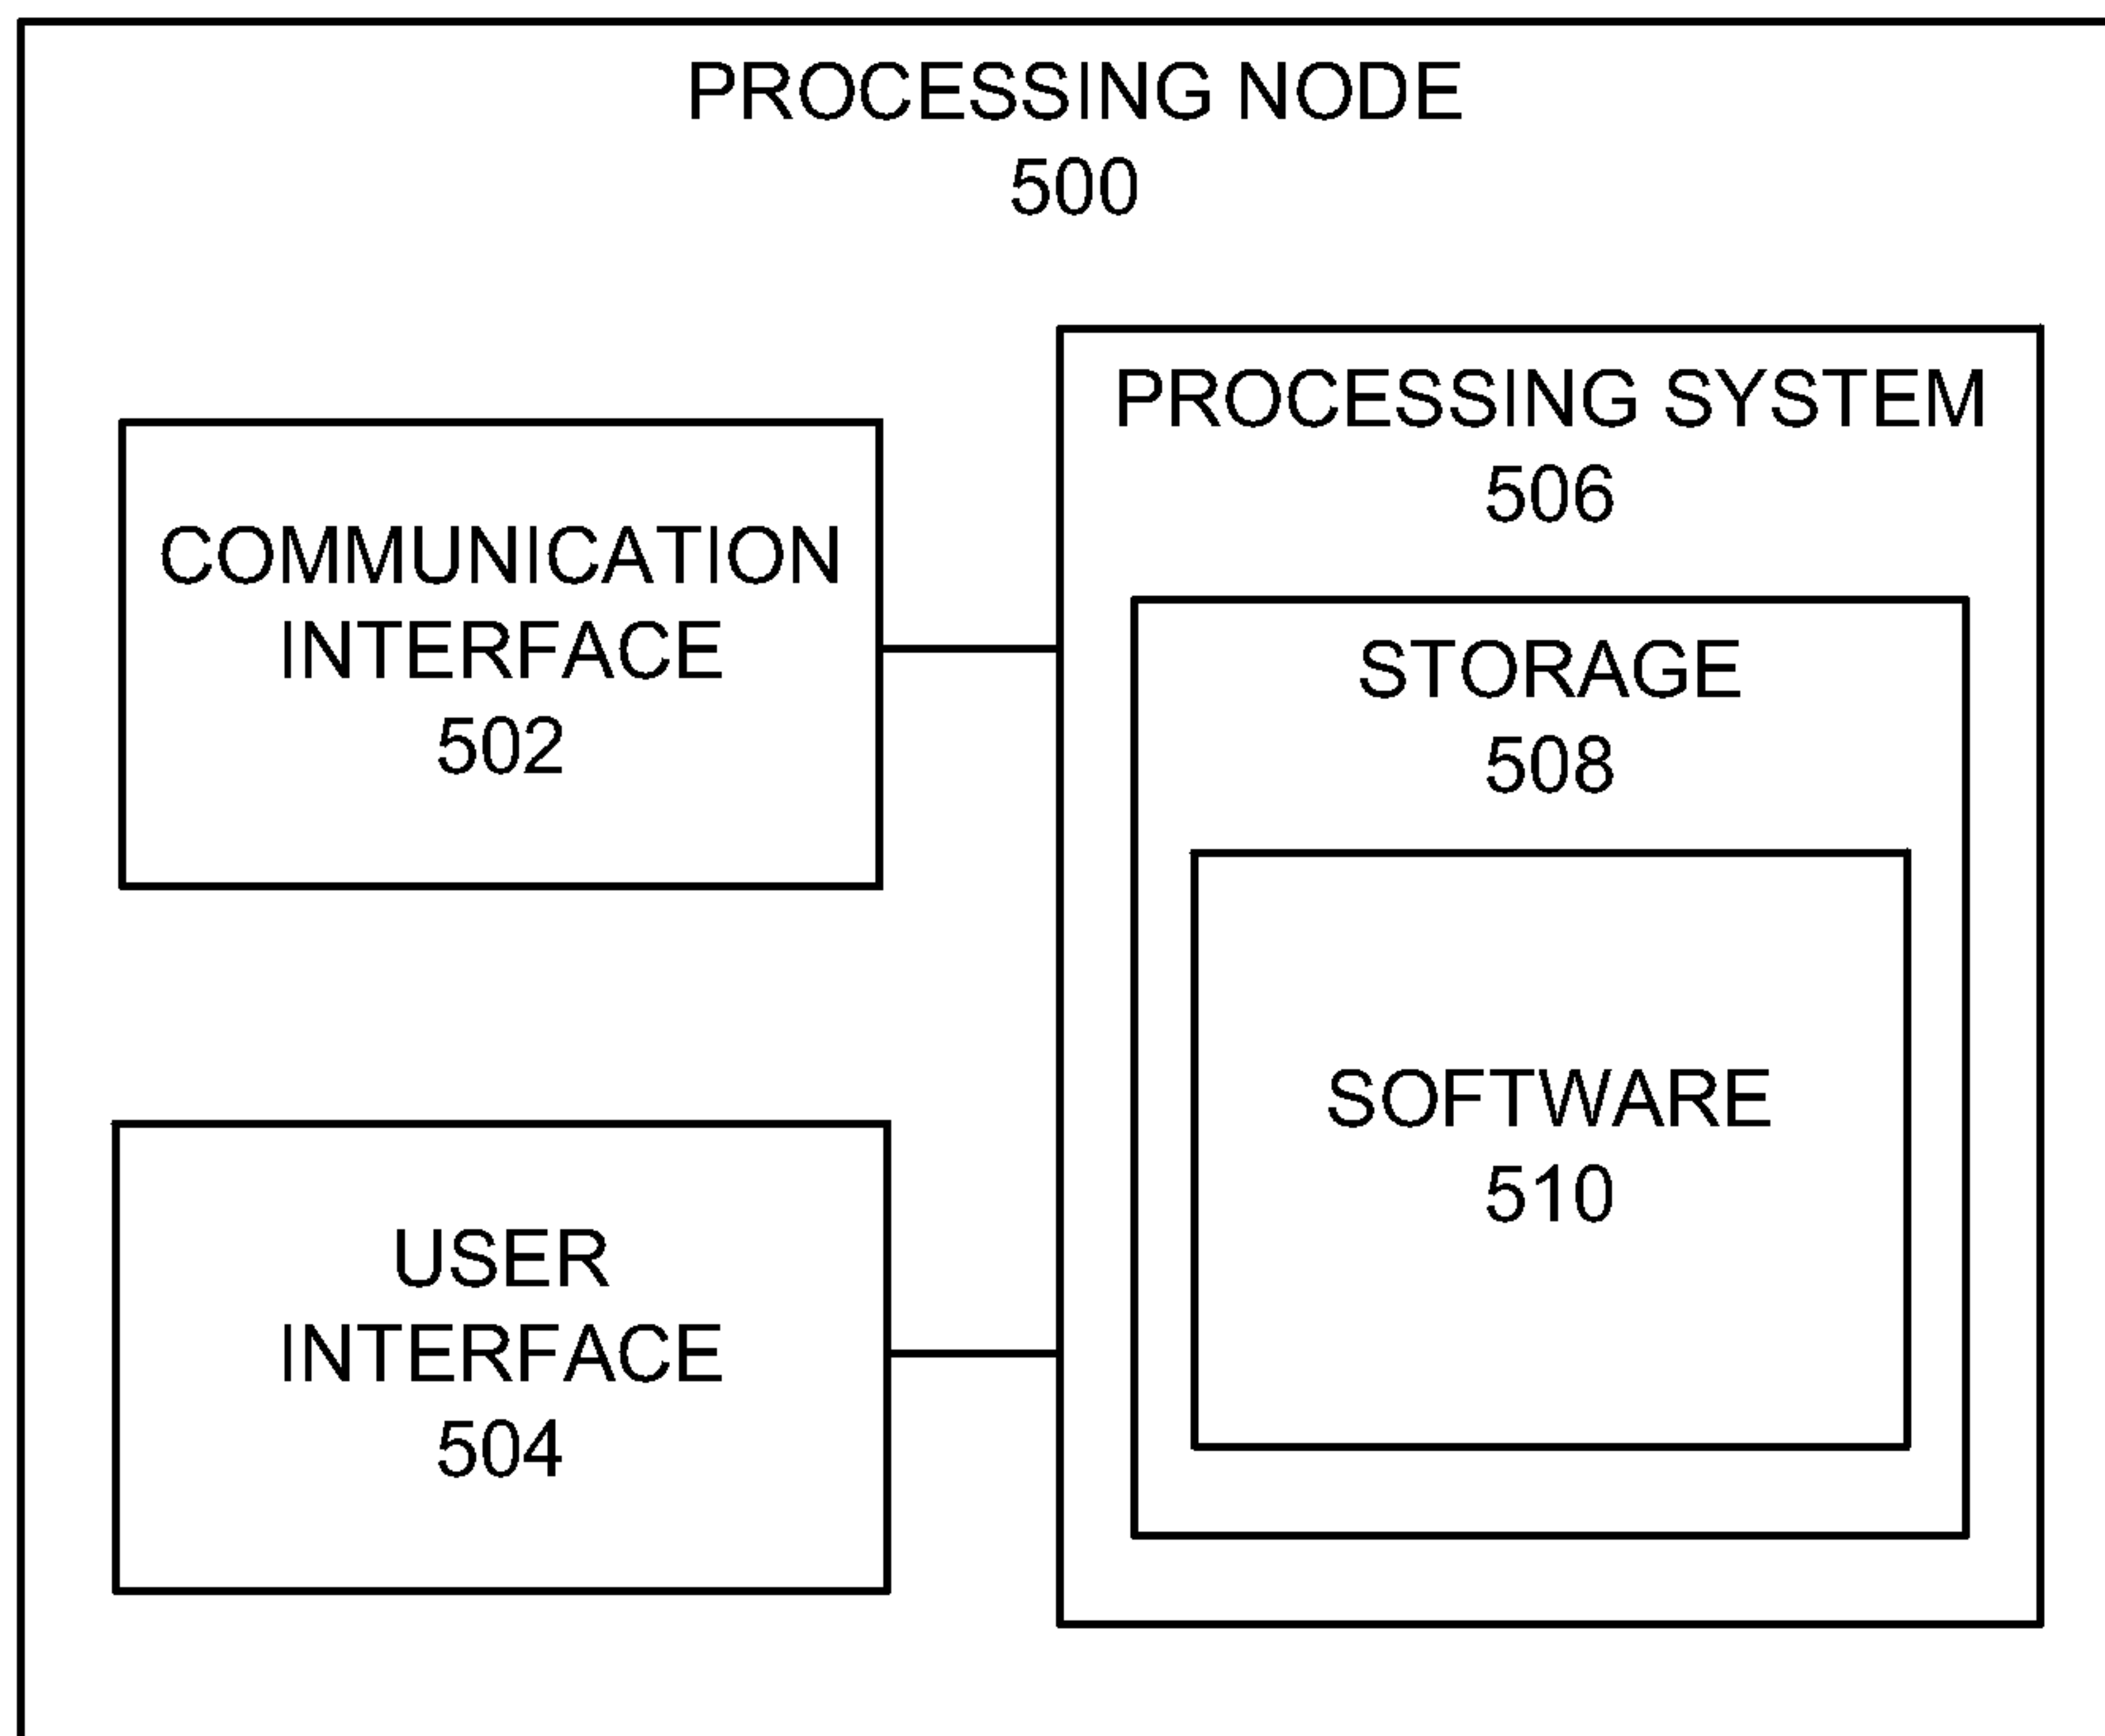 PROCESSING NODE
500
COMMUNICATION
INTERFACE
502
USER
INTERFACE
504
PROCESSING SYSTEM
506
STORAGE
508
SOFTWARE
510